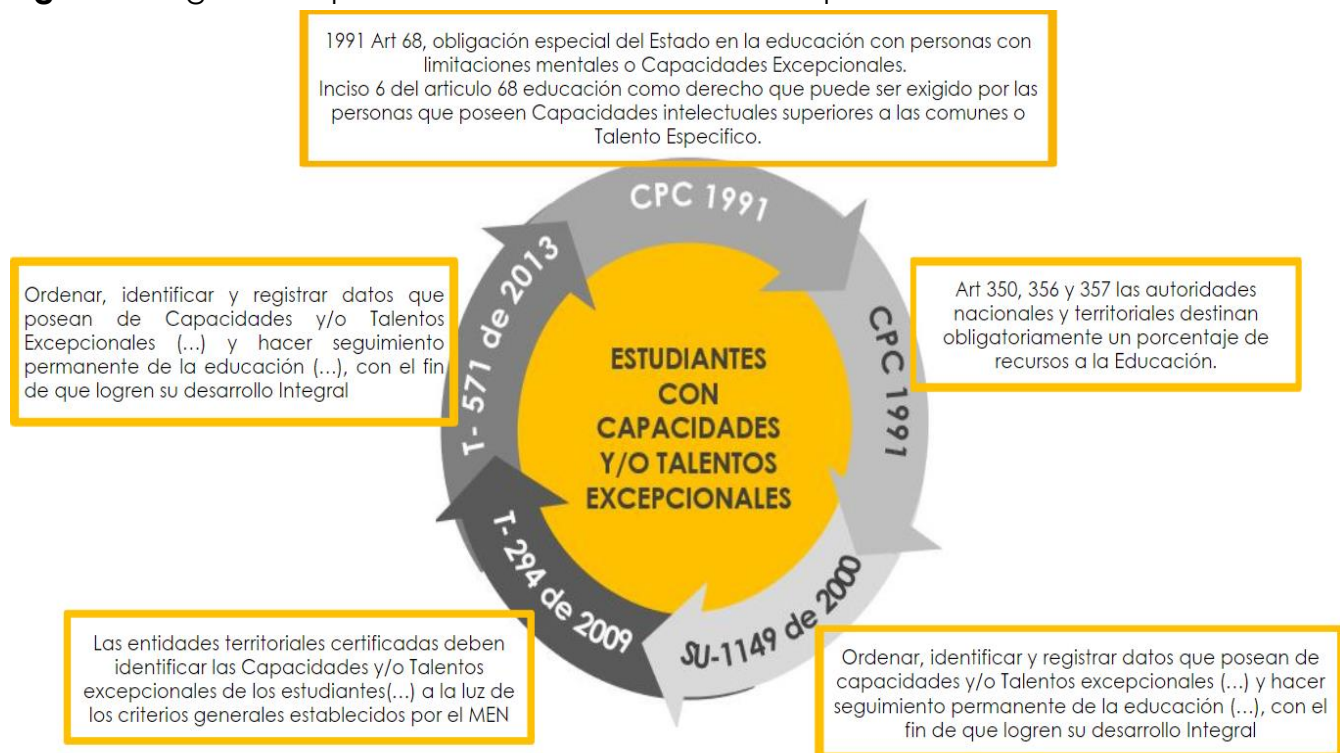 1991 Art 68, obligación especial del Estado en la educación con personas con
limitaciones mentales o Capacidades Excepcionales.
Inciso 6 del articulo 68 educación como derecho que puede ser exigido por las
personas que poseen Capacidades intelectuales superiores a las comunes o
Talento Especifico.
CPC 1991
CPC 1991
Art 350, 356 y 357 las autoridades
nacionales y territoriales destinan
obligatoriamente un porcentaje de
recursos a la Educación.
T- 571 de 2013
Ordenar, identificar y registrar datos que
posean de Capacidades y/o Talentos
Excepcionales (...) y hacer seguimiento
permanente de la educación (...), con el fin
de que logren su desarrollo Integral
ESTUDIANTES
CON
CAPACIDADES
Y/O TALENTOS
EXCEPCIONALES
T- 294 de 2009
SU-1149 de 2000
Las entidades territoriales certificadas deben
identificar las Capacidades y/o Talentos
excepcionales de los estudiantes(...) a la luz de
los criterios generales establecidos por el MEN
Ordenar, identificar y registrar datos que posean de
capacidades y/o Talentos excepcionales (...) y hacer
seguimiento permanente de la educación (...), con el
fin de que logren su desarrollo Integral